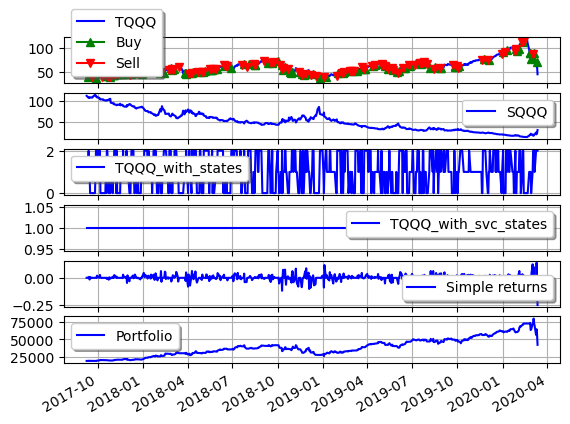 TQQQ
Buy
Sell
100
50
SQQQ
100
50
TQQQ_with_states
2
0
TQQQ_with_svc_states
1.05
1.00
0.95
Simple returns
0.00
−0.25
Portfolio
75000
50000
25000
2017-10 2018-01 2018-04 2018-07 2018-10 2019-01 2019-04 2019-07 2019-10 2020-01 2020-04